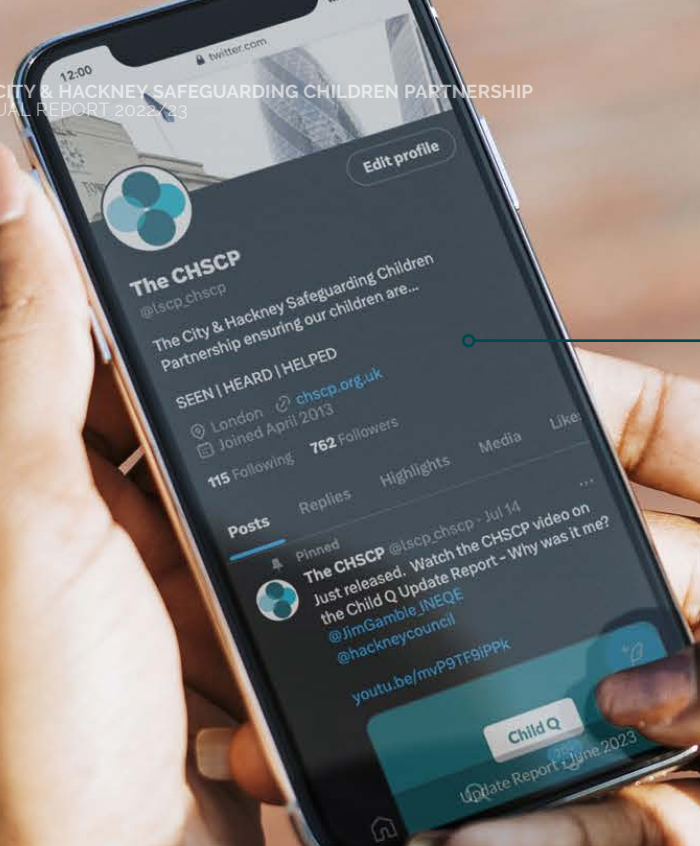 CITY & HACKNEY SAFEGUARDING CHILDREN PARTNERSHIP
UAL REPORT 2022/23
12:00
twitter.com
Edit profile
The CHSCP
@lscp_chscp
The City & Hackney Safeguarding Children
Partnership ensuring our children are...
SEEN | HEARD | HELPED
London chscp.org.uk
Joined April 2013
115 Following 762 Followers
Posts Replies Highlights Media Likes
Pinned
The CHSCP @lscp_chscp · Jul 14
...
Just released. Watch the CHSCP video on
the Child Q Update Report - Why was it me?
@JimGamble_INEQE
@hackneycouncil
youtu.be/mvP9TF9iPPk
Child Q
Update Report : June 2023